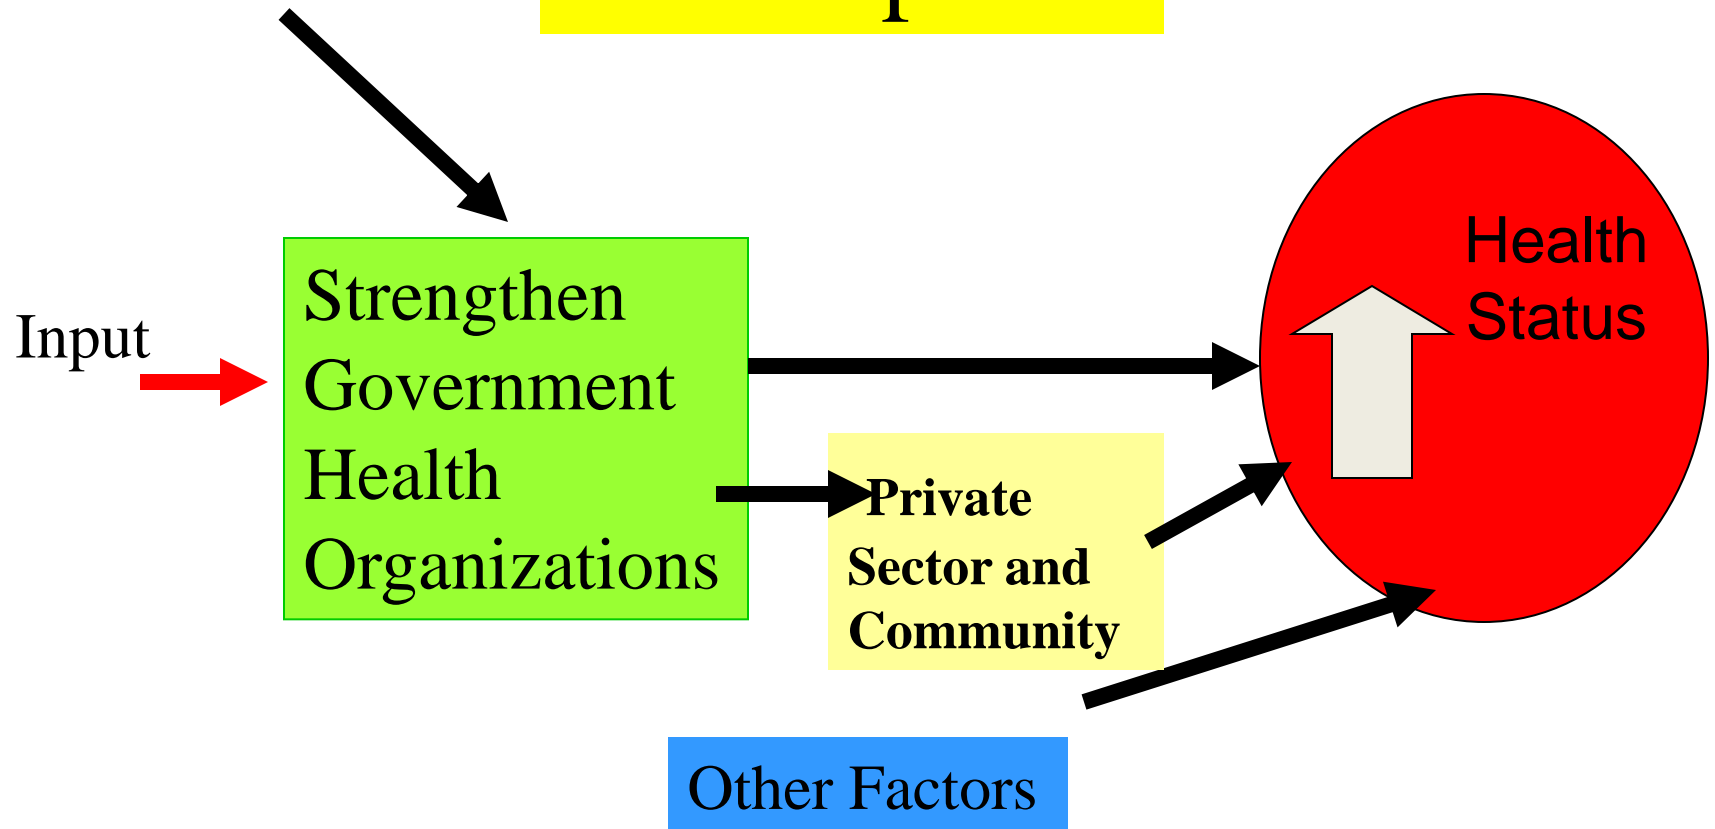 Input
Strengthen
Government
Health
Organizations
Private
Sector and
Community
Health
Status
Other Factors